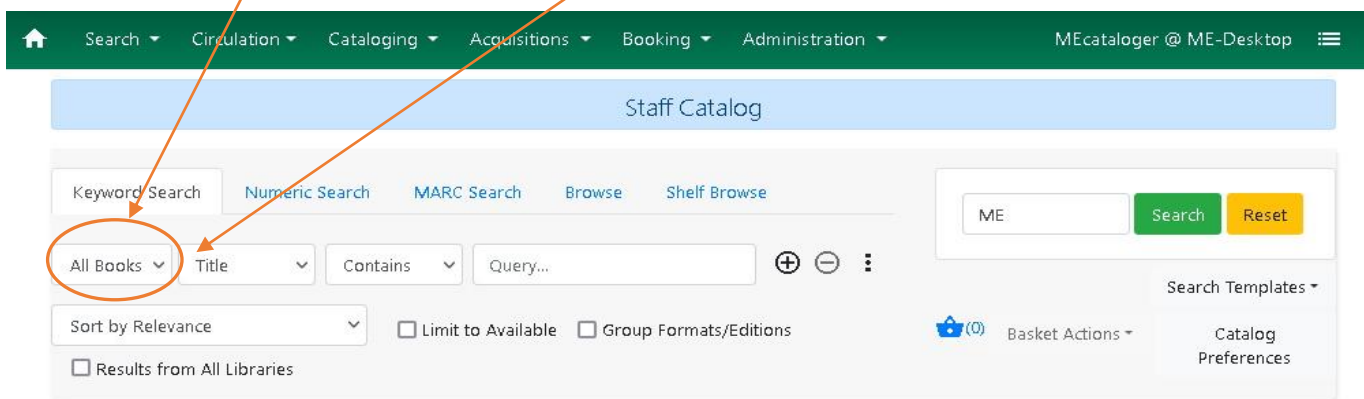 Search Circulation Cataloging Acquisitions Booking Administration MEcataloger @ ME-Desktop
Staff Catalog
Keyword Search Numeric Search MARC Search Browse Shelf Browse
ME Search Reset
All Books Title Contains Query...
Search Templates
Sort by Relevance Limit to Available Group Formats/Editions (0) Basket Actions Catalog
Preferences
Results from All Libraries